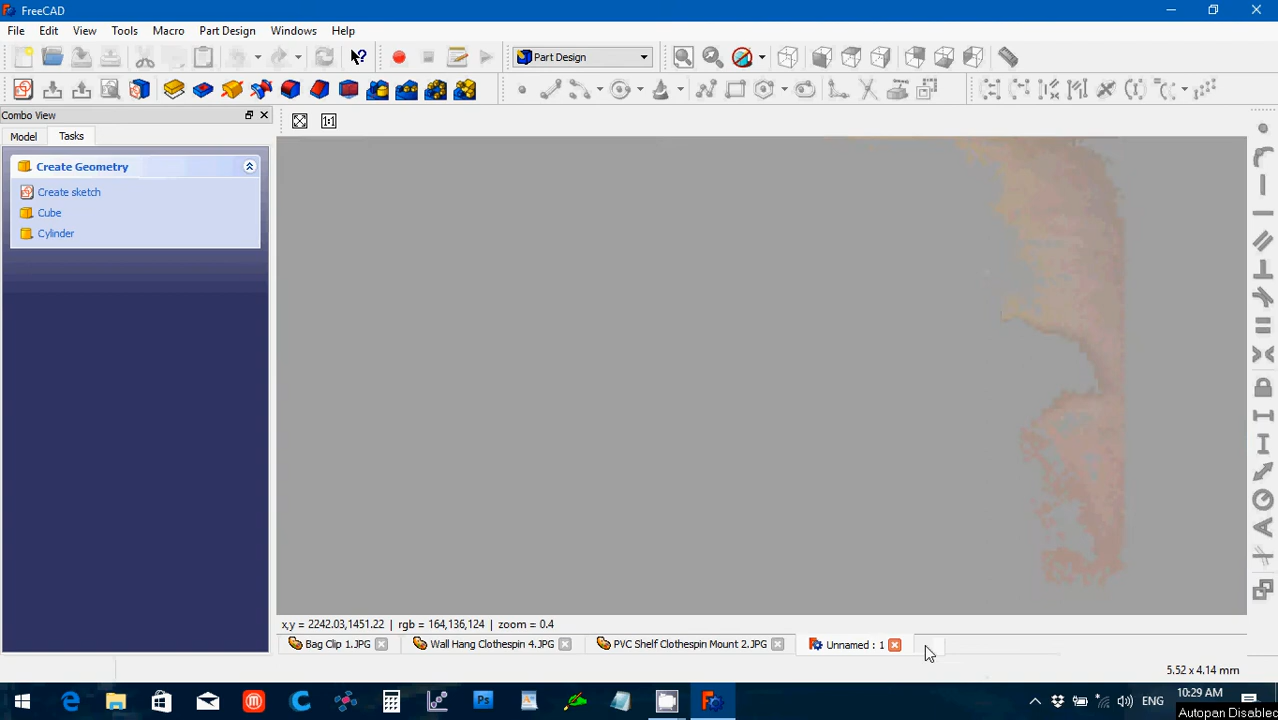 FreeCAD
File Edit View Tools Macro Part Design Windows Help
Part Design
Combo View
1:1
Model Tasks
Create Geometry
Create sketch
Cube
Cylinder
x,y = 2242.03,1451.22 | rgb = 164,136,124 | zoom = 0.4
Bag Clip 1.JPG Wall Hang Clothespin 4.JPG PVC Shelf Clothespin Mount 2.JPG Unnamed : 1
5.52 x 4.14 mm
Ps ENG 10:29 AM
Autopan Disabled